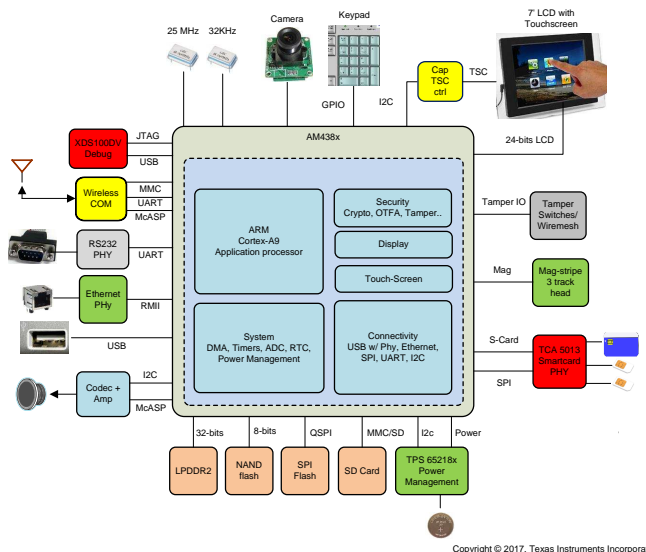 25 MHz
32KHz
Camera
Keypad
7' LCD with
Touchscreen
Cap
TSC
ctrl
TSC
GPIO
I2C
24-bits LCD
AM438x
XDS100DV
Debug
JTAG
USB
Wireless
COM
MMC
UART
McASP
RS232
PHY
UART
Ethernet
PHy
RMII
USB
Codec +
Amp
I2C
McASP
ARM
Cortex-A9
Application processor
Security
Crypto, OTFA, Tamper..
Display
Touch-Screen
System
DMA, Timers, ADC, RTC,
Power Management
Connectivity
USB w/ Phy, Ethernet,
SPI, UART, I2C
Tamper IO
Tamper
Switches/
Wiremesh
Mag
Mag-stripe
3 track
head
S-Card
SPI
TCA 5013
Smartcard
PHY
32-bits
8-bits
QSPI
MMC/SD
I2c
Power
LPDDR2
NAND
flash
SPI
Flash
SD Card
TPS 65218x
Power
Management
Copyright © 2017, Texas Instruments Incorpora